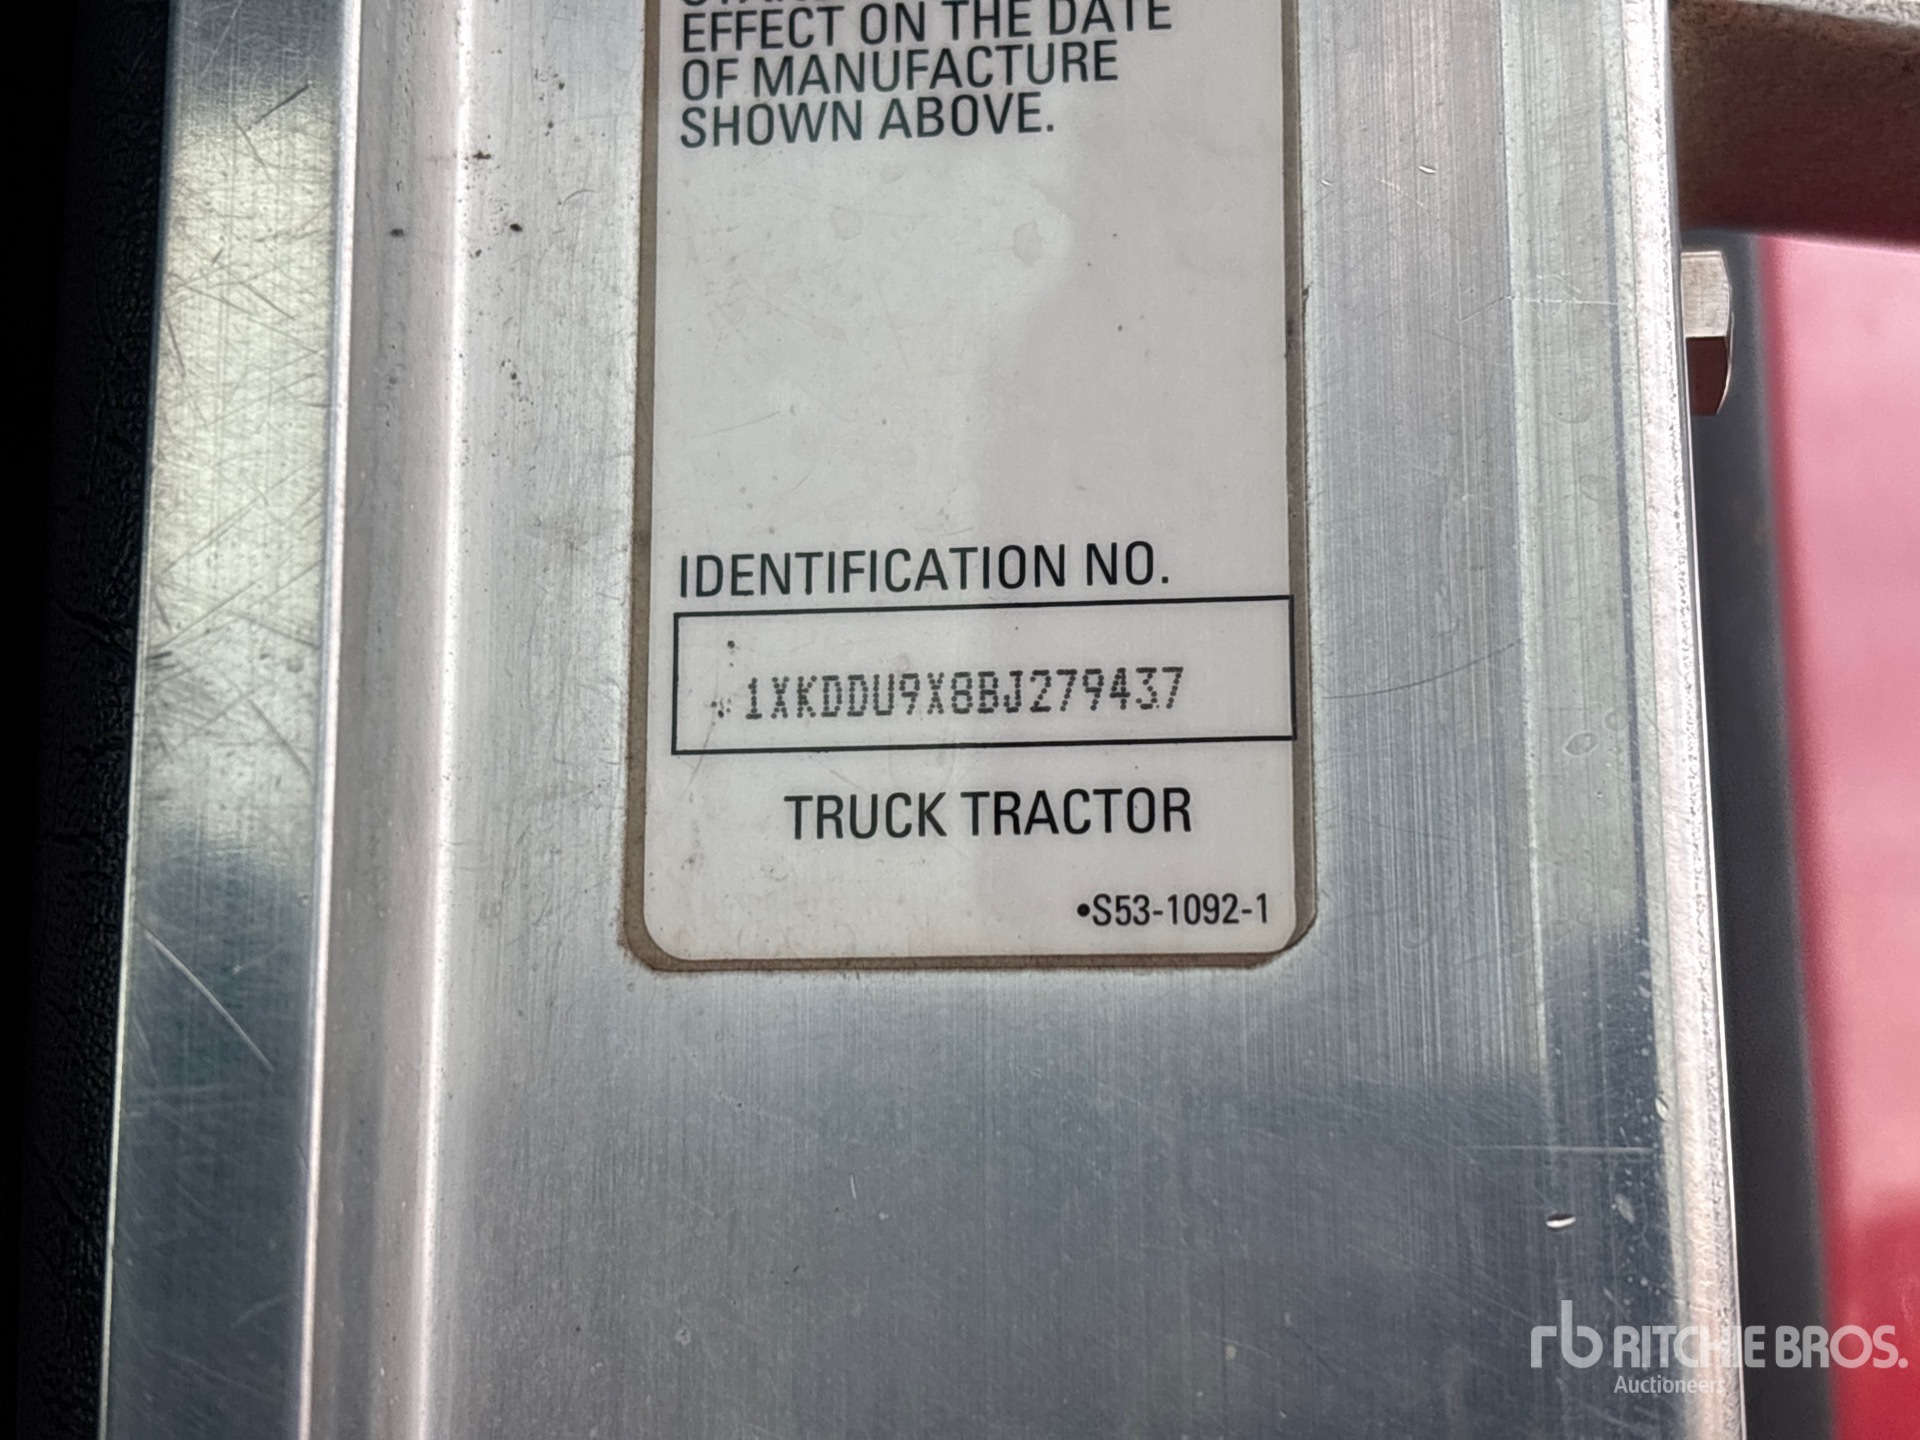 EFFECT ON THE DATE
OF MANUFACTURE
SHOWN ABOVE.
IDENTIFICATION NO.
1XKDDU9X8BJ279437
TRUCK TRACTOR
•S53-1092-1
rb RITCHIE BROS.
Auctioneers